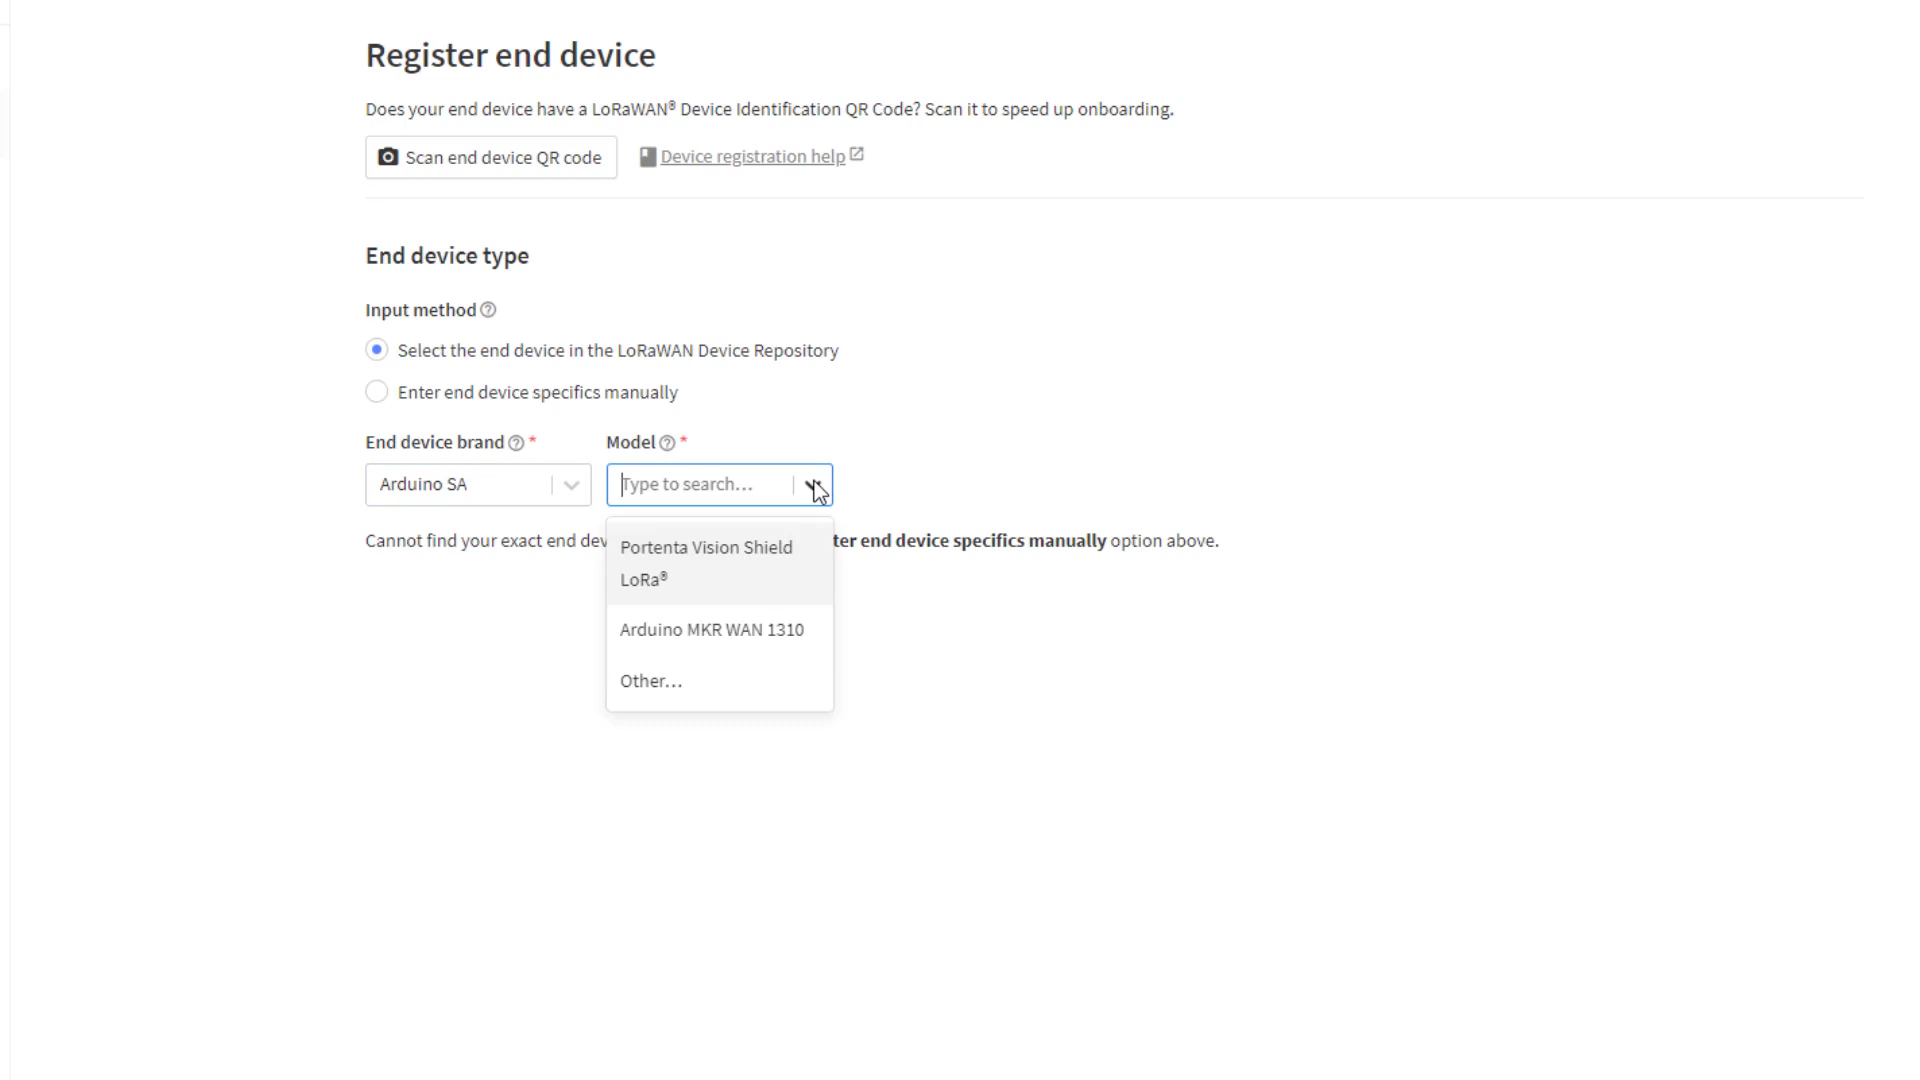 Register end device
Does your end device have a LoRaWAN® Device Identification QR Code? Scan it to speed up onboarding.
Scan end device QR code
Device registration help
End device type
Input method
Select the end device in the LoRaWAN Device Repository
Enter end device specifics manually
End device brand *
Model *
Arduino SA
Type to search...
Cannot find your exact end dev
ter end device specifics manually option above.
Portenta Vision Shield
LoRa®
Arduino MKR WAN 1310
Other...